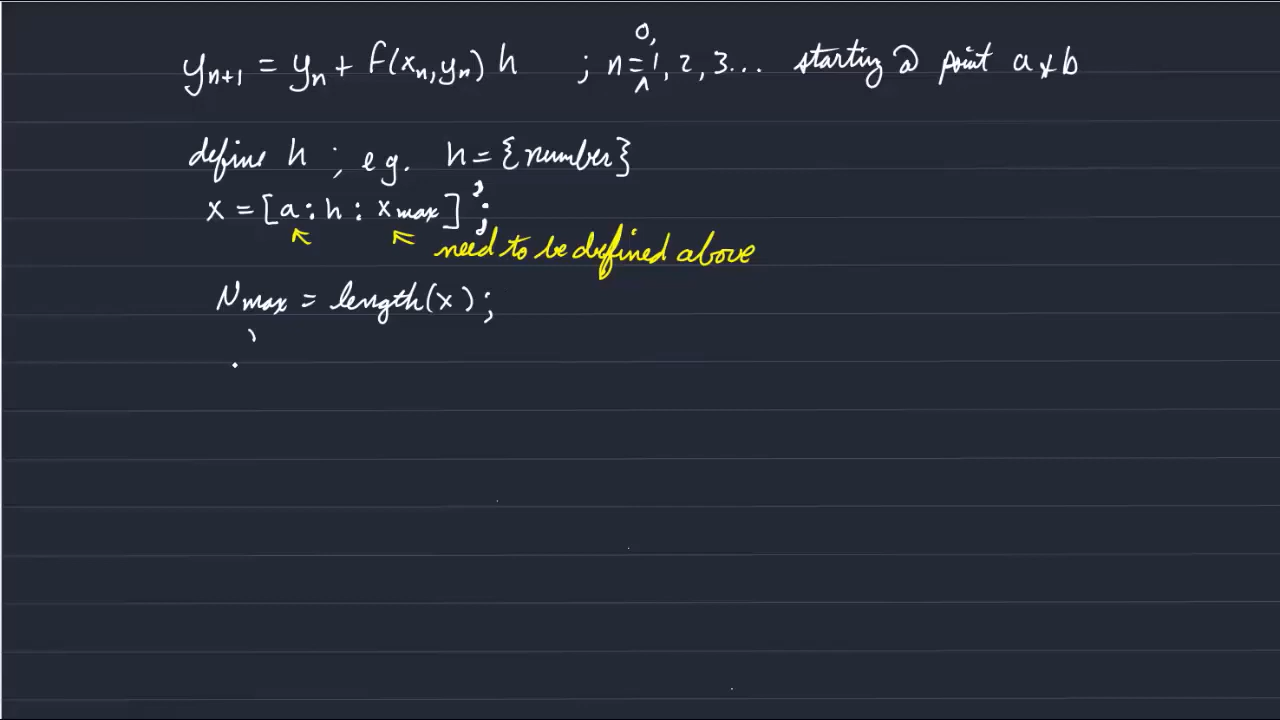 yₙ₊₁ = yₙ + f(xₙ, yₙ) h ; n = 0, 1, 2, 3... starting @ point a & b
define h ; e.g. h = {number}
x = [a : h : xmax]' ;
need to be defined above
Nmax = length(x) ;